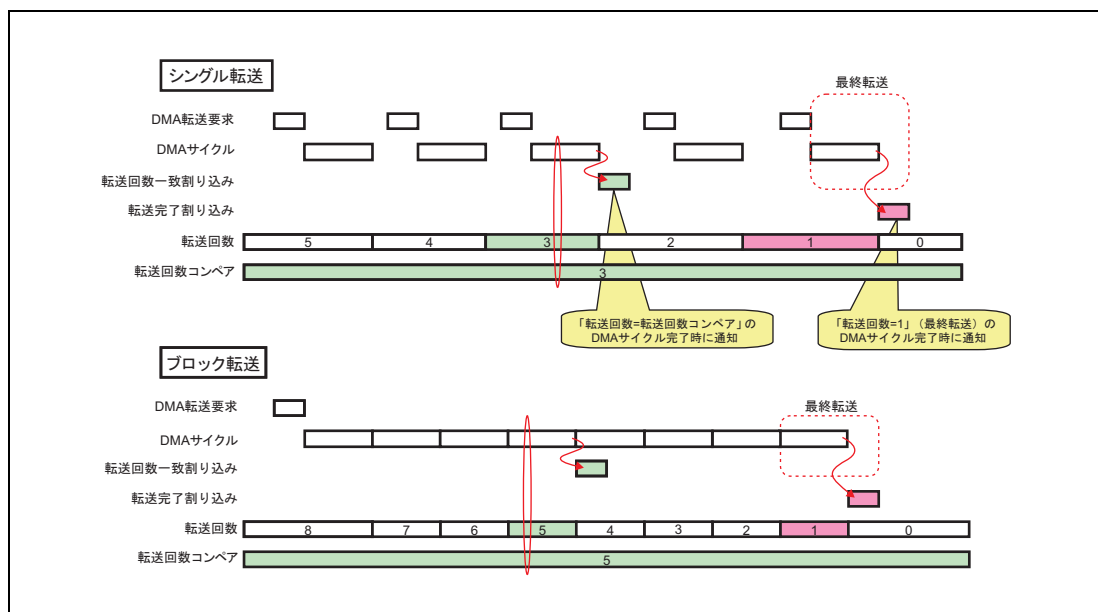 シングル転送
最終転送
DMA転送要求
DMAサイクル
転送回数一致割り込み
転送完了割り込み
転送回数 5 4 3 2 1 0
転送回数コンペア 3
「転送回数=転送回数コンペア」の
DMAサイクル完了時に通知
「転送回数=1」（最終転送）の
DMAサイクル完了時に通知
ブロック転送
DMA転送要求
最終転送
DMAサイクル
転送回数一致割り込み
転送完了割り込み
転送回数 8 7 6 5 4 3 2 1 0
転送回数コンペア 5